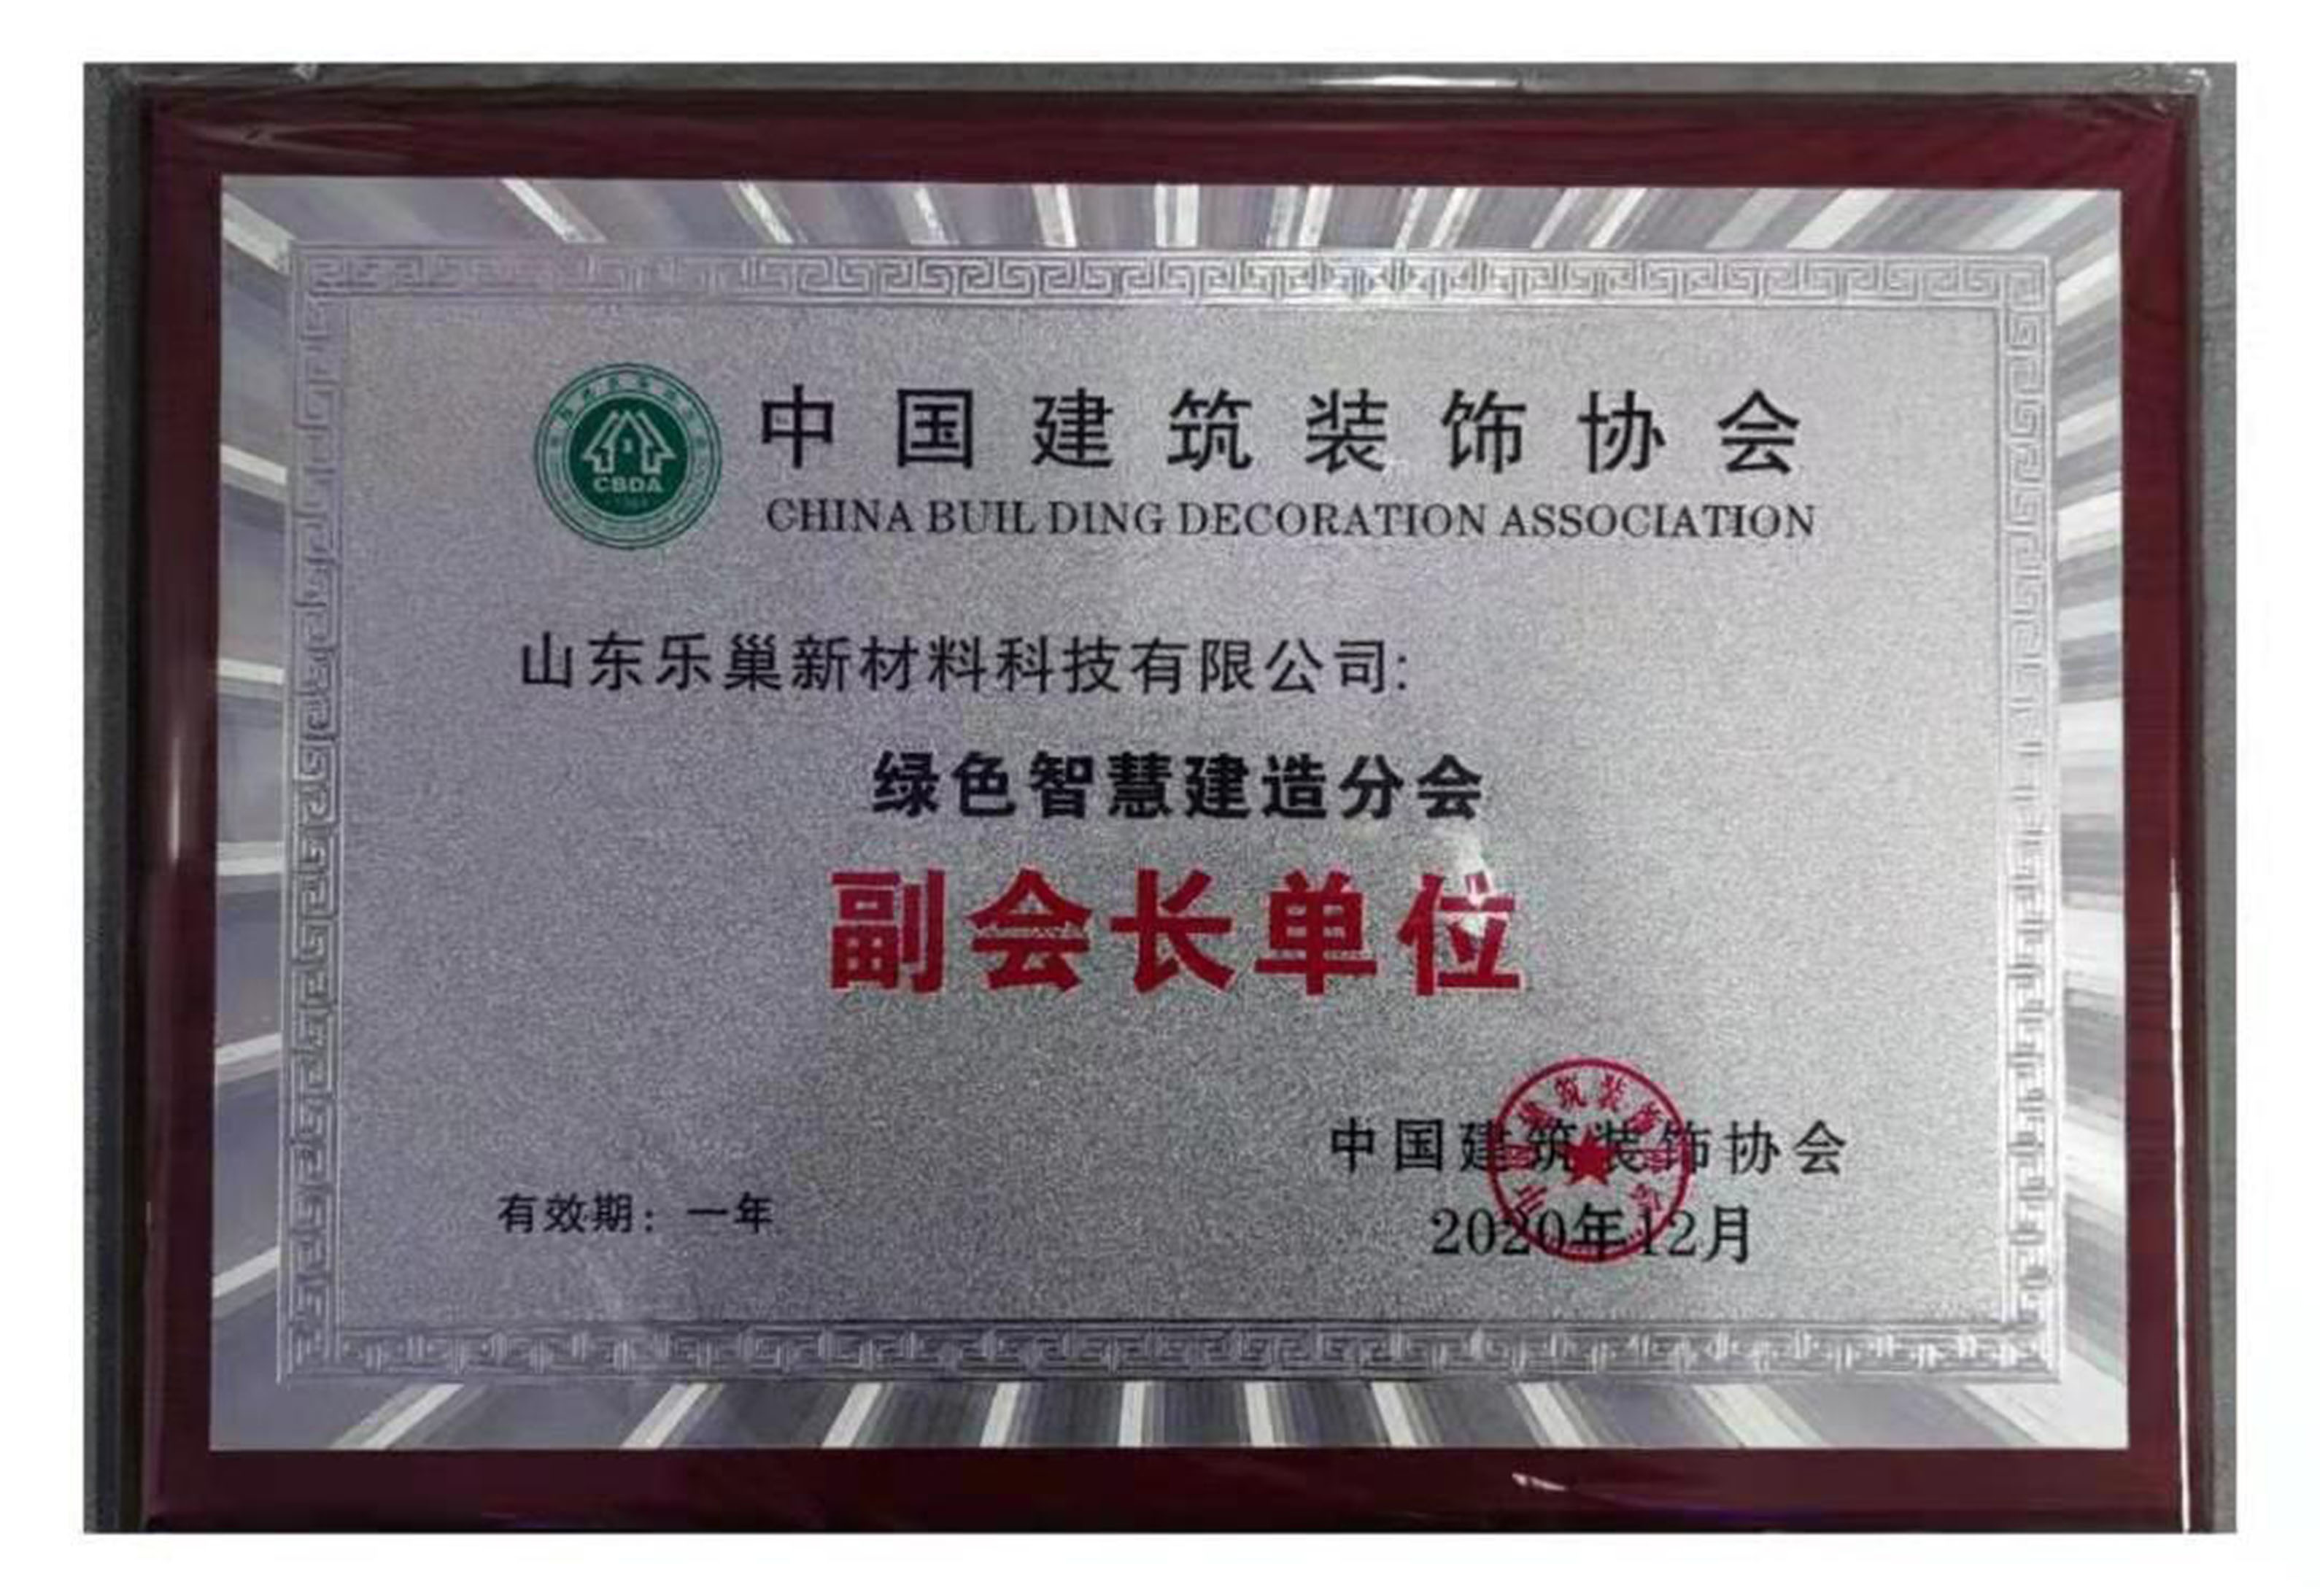 中国建筑装饰协会
CBDA
CHINA BUILDING DECORATION ASSOCIATION
山东乐巢新材料科技有限公司:
绿色智慧建造分会
副会长单位
中国建筑装饰协会
有效期：一年
2020年12月